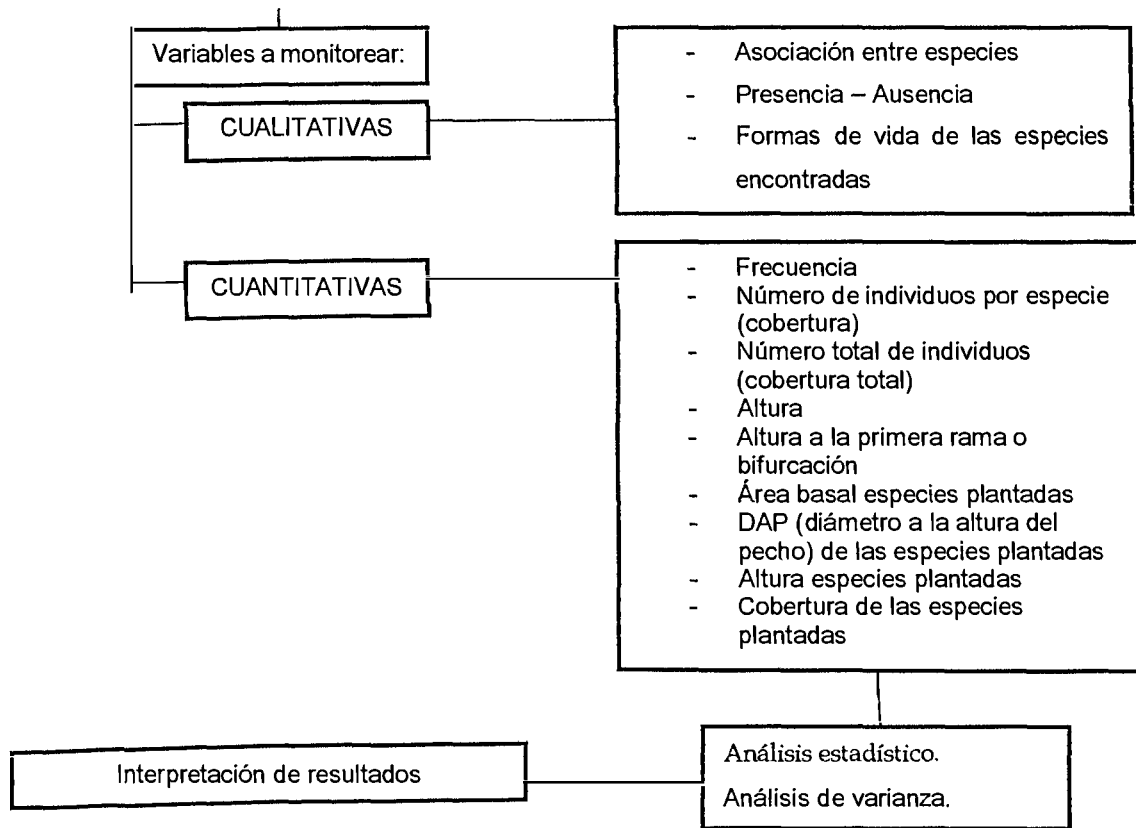 Variables a monitorear:
CUALITATIVAS
- Asociación entre especies
- Presencia – Ausencia
- Formas de vida de las especies
encontradas
CUANTITATIVAS
- Frecuencia
- Número de individuos por especie
(cobertura)
- Número total de individuos
(cobertura total)
- Altura
- Altura a la primera rama o
bifurcación
- Área basal especies plantadas
- DAP (diámetro a la altura del
pecho) de las especies plantadas
- Altura especies plantadas
- Cobertura de las especies
plantadas
Análisis estadístico.
Análisis de varianza.
Interpretación de resultados